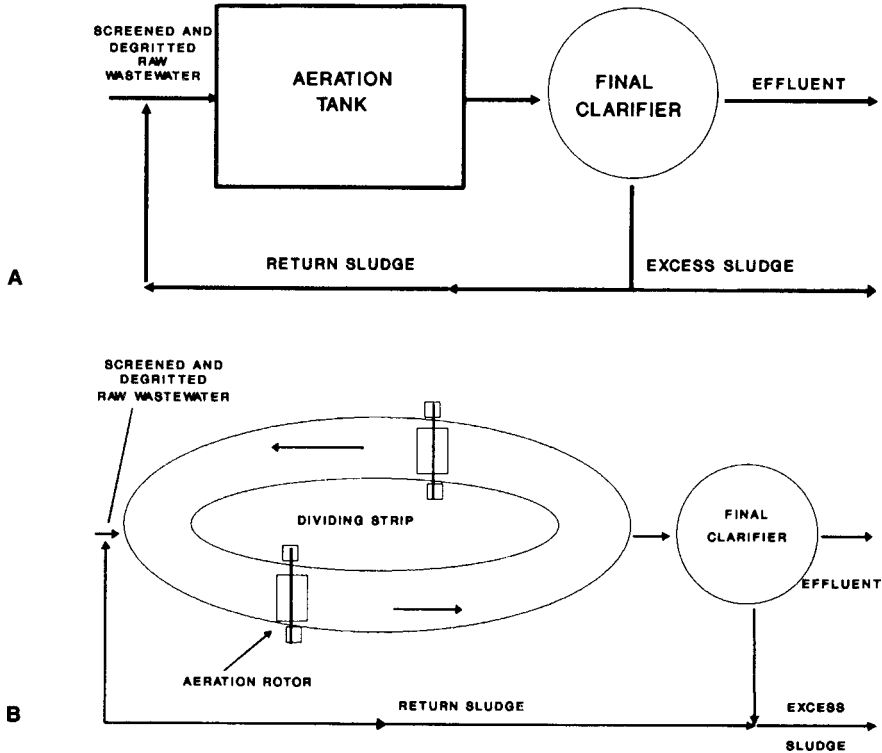 SCREENED AND
DEGRITTED
RAW
WASTEWATER
AERATION
TANK
FINAL
CLARIFIER
EFFLUENT
RETURN SLUDGE
EXCESS SLUDGE
A
SCREENED AND
DEGRITTED
RAW WASTEWATER
DIVIDING STRIP
FINAL
CLARIFIER
EFFLUENT
AERATION ROTOR
RETURN SLUDGE
EXCESS
SLUDGE
B